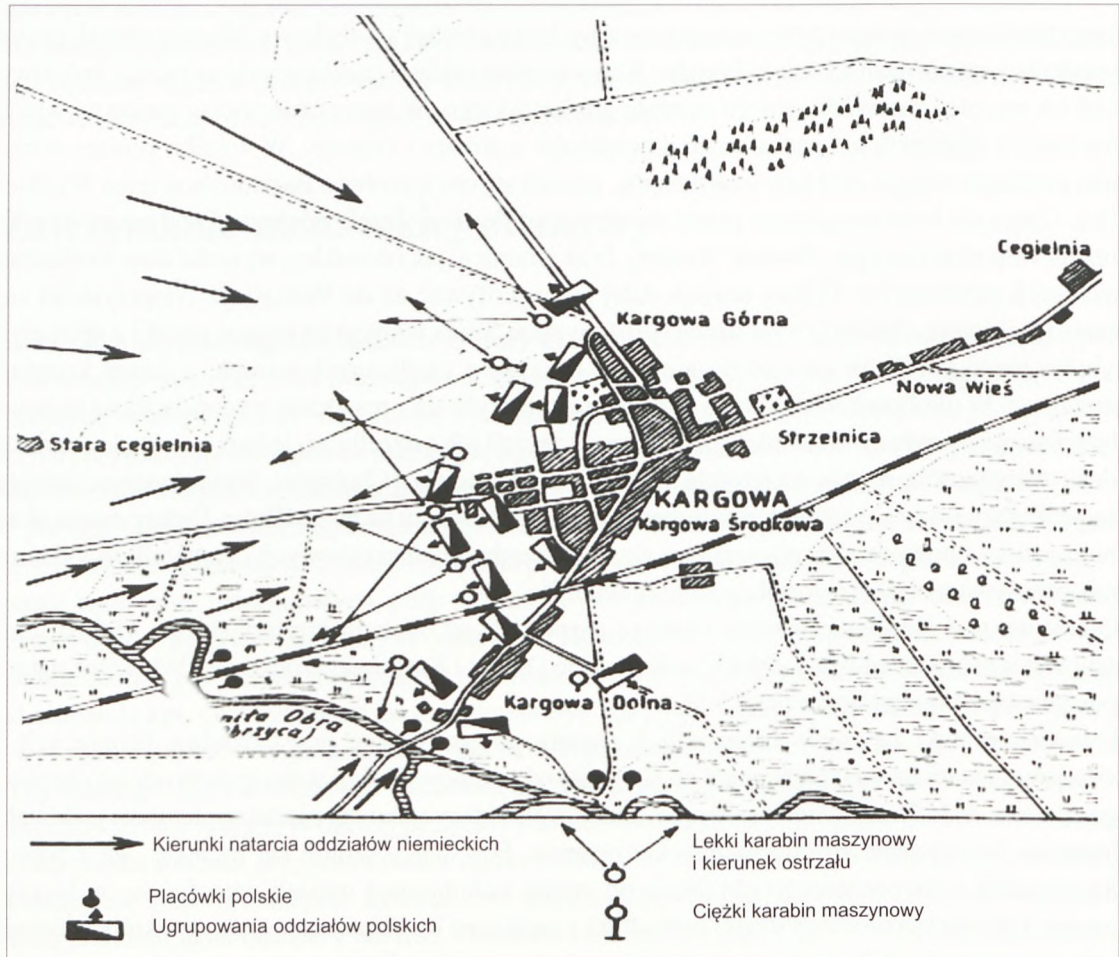 Cegielnia
Kargowa Górna
Nowa Wieś
Stara cegielnia
Strzelnica
KARGOWA
Kargowa Środkowa
Kargowa Dolna
Obra
Kierunki natarcia oddziałów niemieckich
Placówki polskie
Ugrupowania oddziałów polskich
Lekki karabin maszynowy
i kierunek ostrzału
Ciężki karabin maszynowy